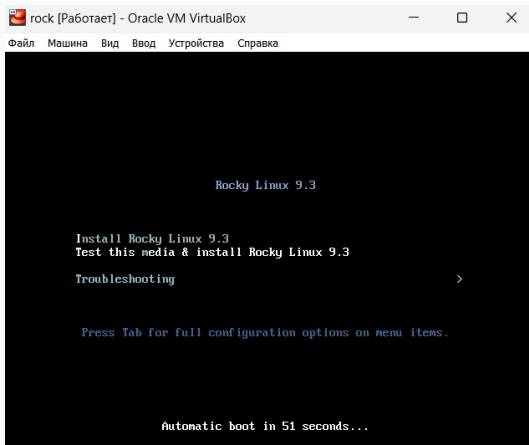 rock [Работает] - Oracle VM VirtualBox
Файл Машина Вид Ввод Устройства Справка
Rocky Linux 9.3
Install Rocky Linux 9.3
Test this media & install Rocky Linux 9.3
Troubleshooting >
Press Tab for full configuration options on menu items.
Automatic boot in 51 seconds...